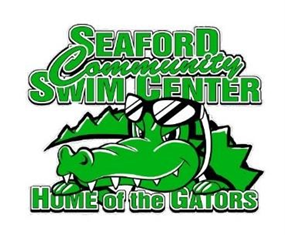 SEAFORD
Community
SWIM CENTER
HOME of the GATORS